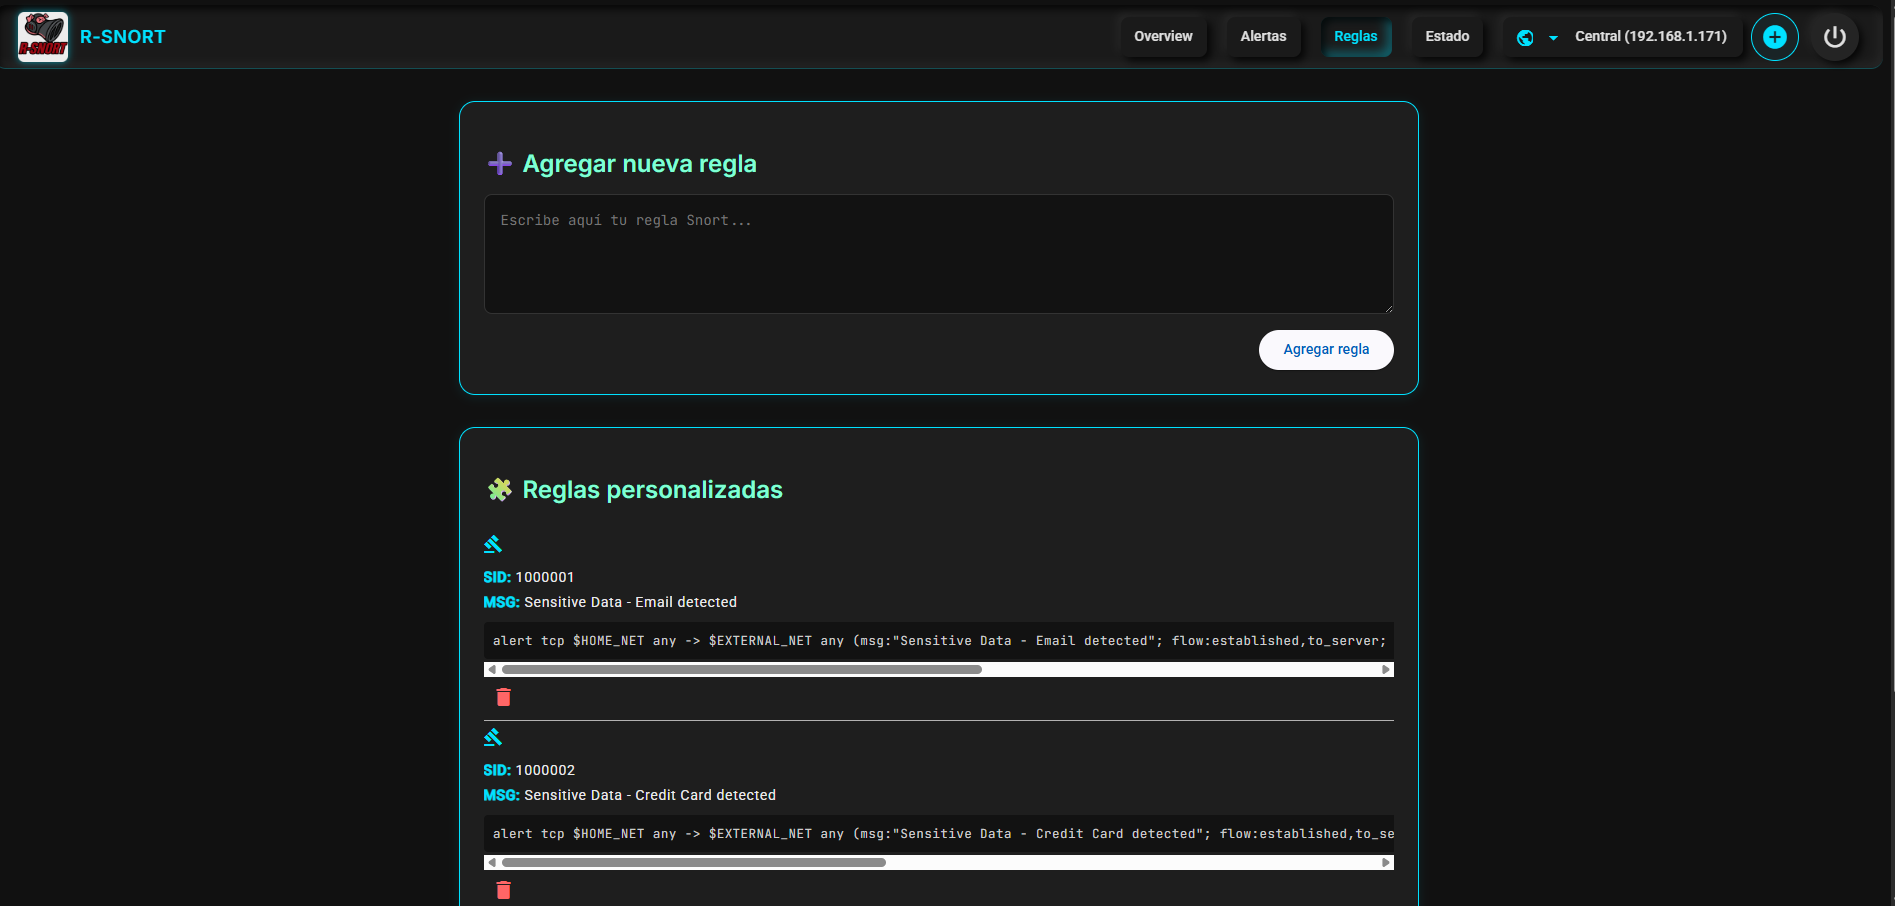 R-SNORT
R-SNORT
Overview
Alertas
Reglas
Estado
Central (192.168.1.171)
Agregar nueva regla
Escribe aquí tu regla Snort...
Agregar regla
Reglas personalizadas
SID: 1000001
MSG: Sensitive Data - Email detected
alert tcp $HOME_NET any -> $EXTERNAL_NET any (msg:"Sensitive Data - Email detected"; flow:established,to_server;
SID: 1000002
MSG: Sensitive Data - Credit Card detected
alert tcp $HOME_NET any -> $EXTERNAL_NET any (msg:"Sensitive Data - Credit Card detected"; flow:established,to_se